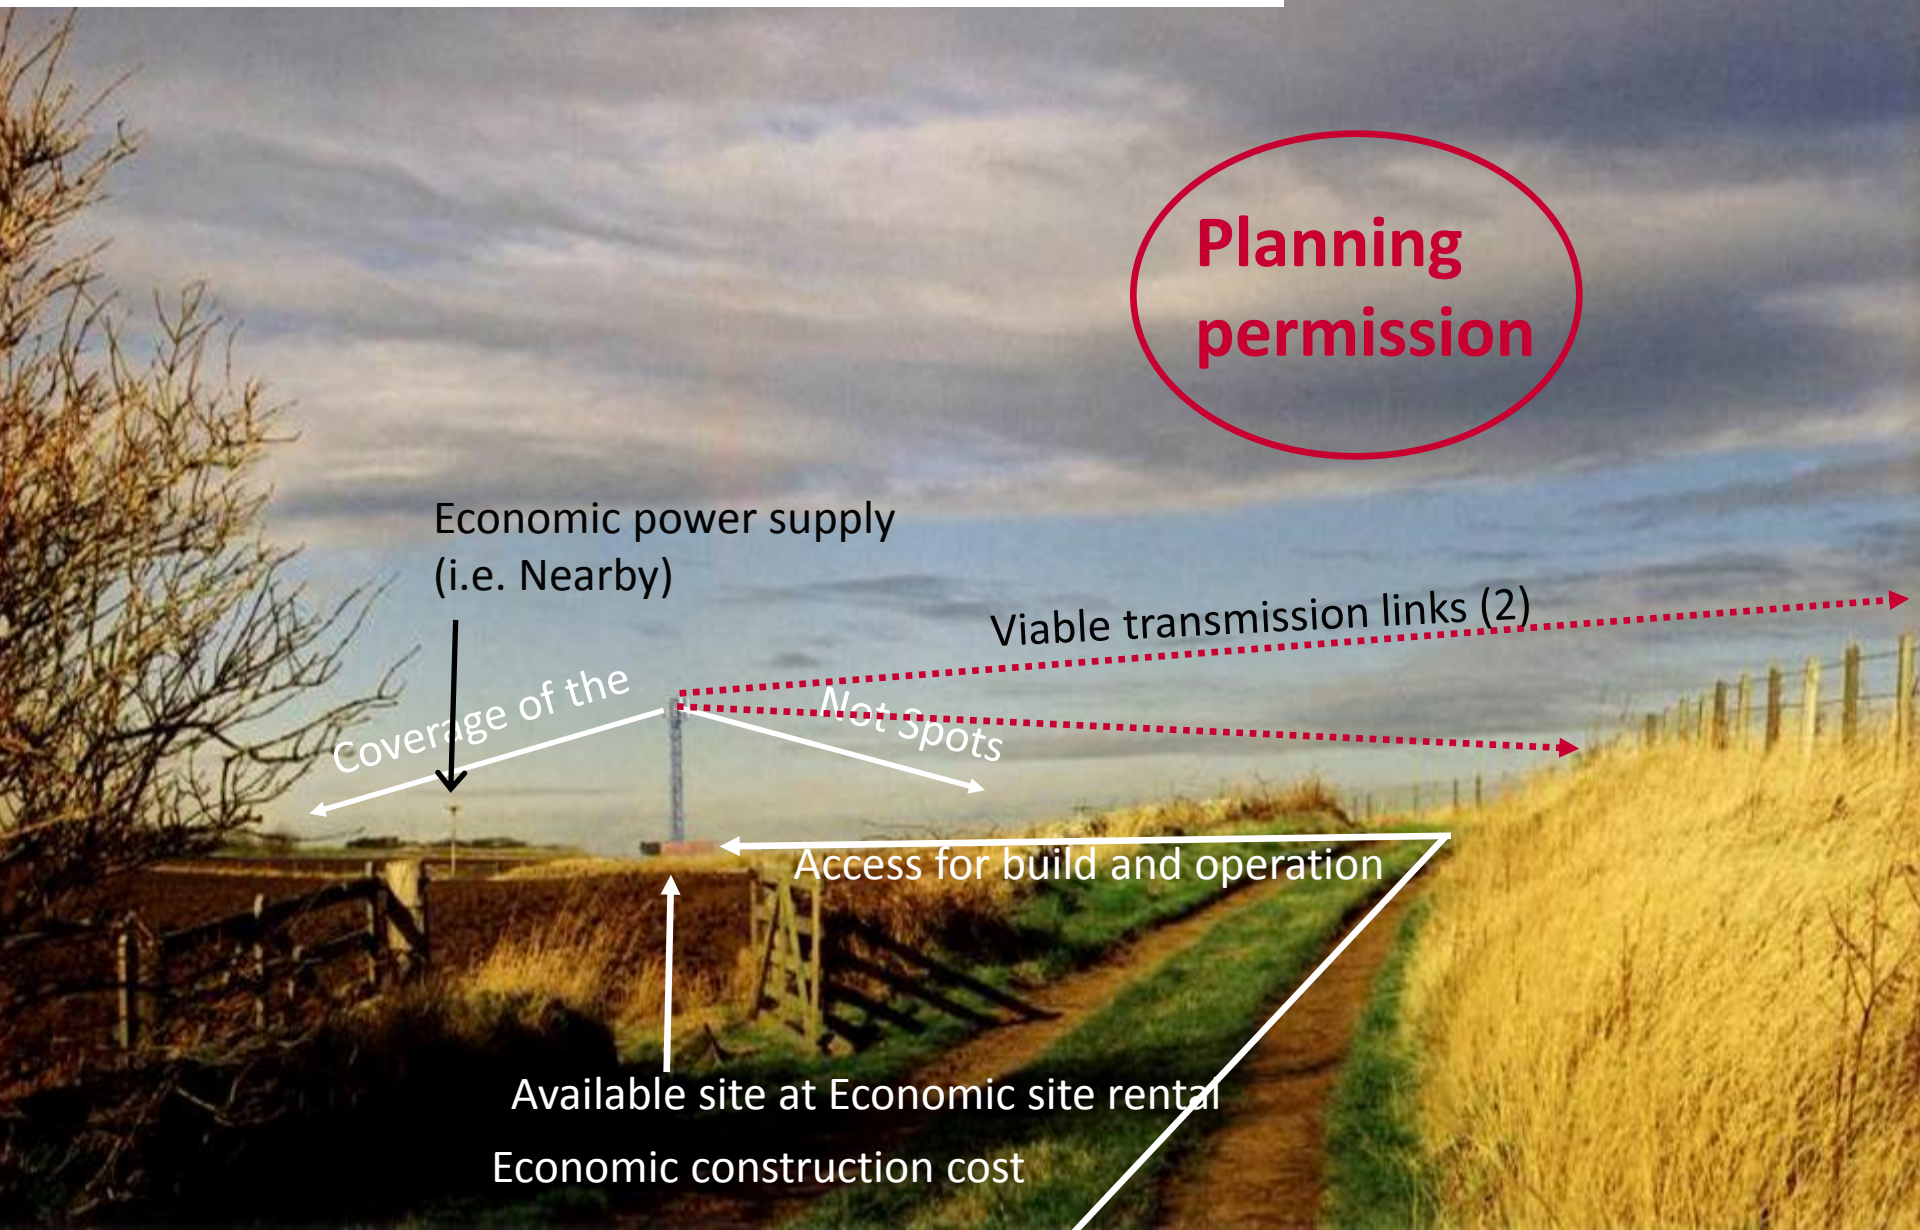 Planning
permission
Economic power supply
(i.e. Nearby)
Viable transmission links (2)
Coverage of the
Not Spots
Access for build and operation
Available site at Economic site rental
Economic construction cost